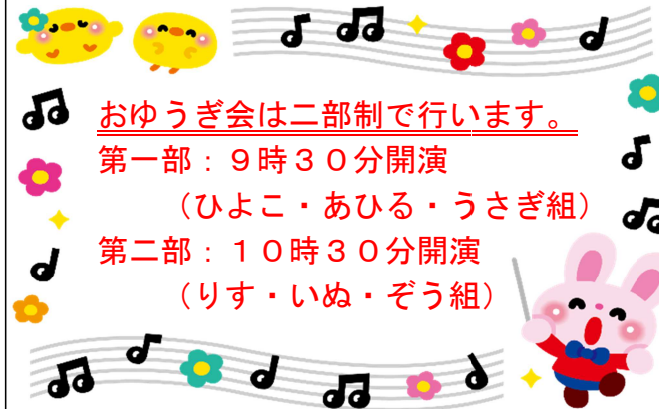 おゆうぎ会は二部制で行います。
第一部：９時３０分開演
（ひよこ・あひる・うさぎ組）
第二部：１０時３０分開演
（りす・いぬ・ぞう組）